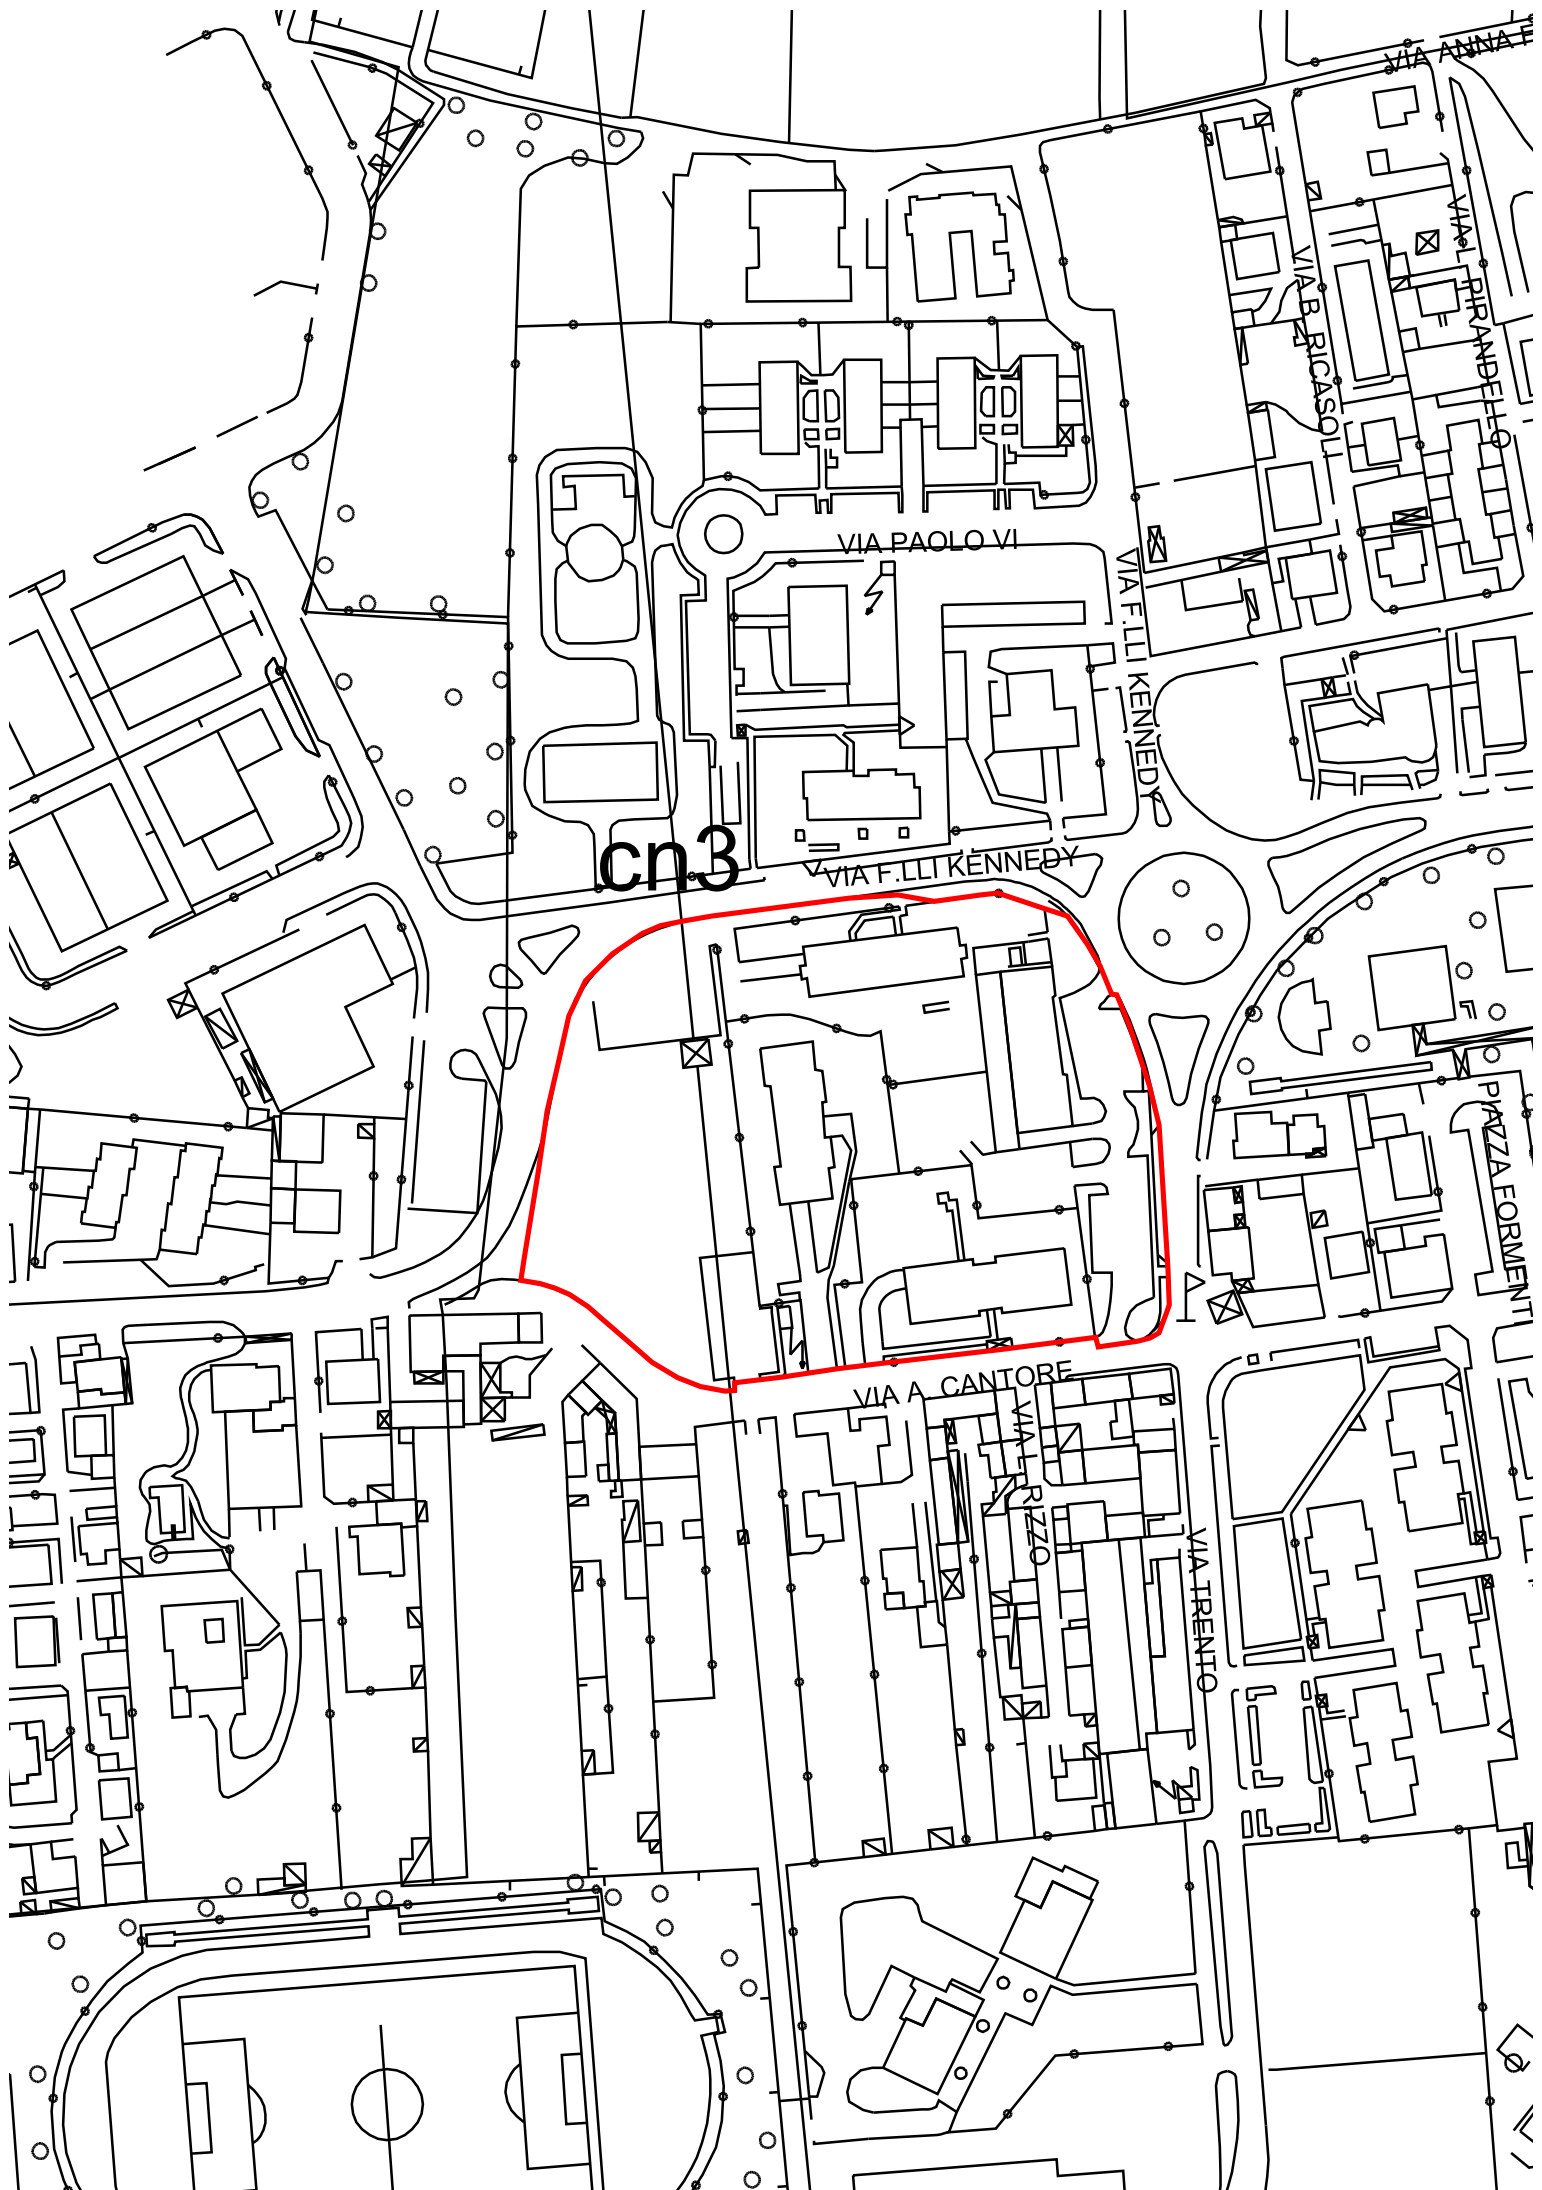 VIA ANNA F
VIA L. PIRANDELLO
VIA B. RICASOLI
VIA PAOLO VI
VIA F.LLI KENNEDY
cn3
VIA F.LLI KENNEDY
PIAZZA FORMENTI
VIA A. CANTORE
VIA L. RIZZO
VIA TRENTO